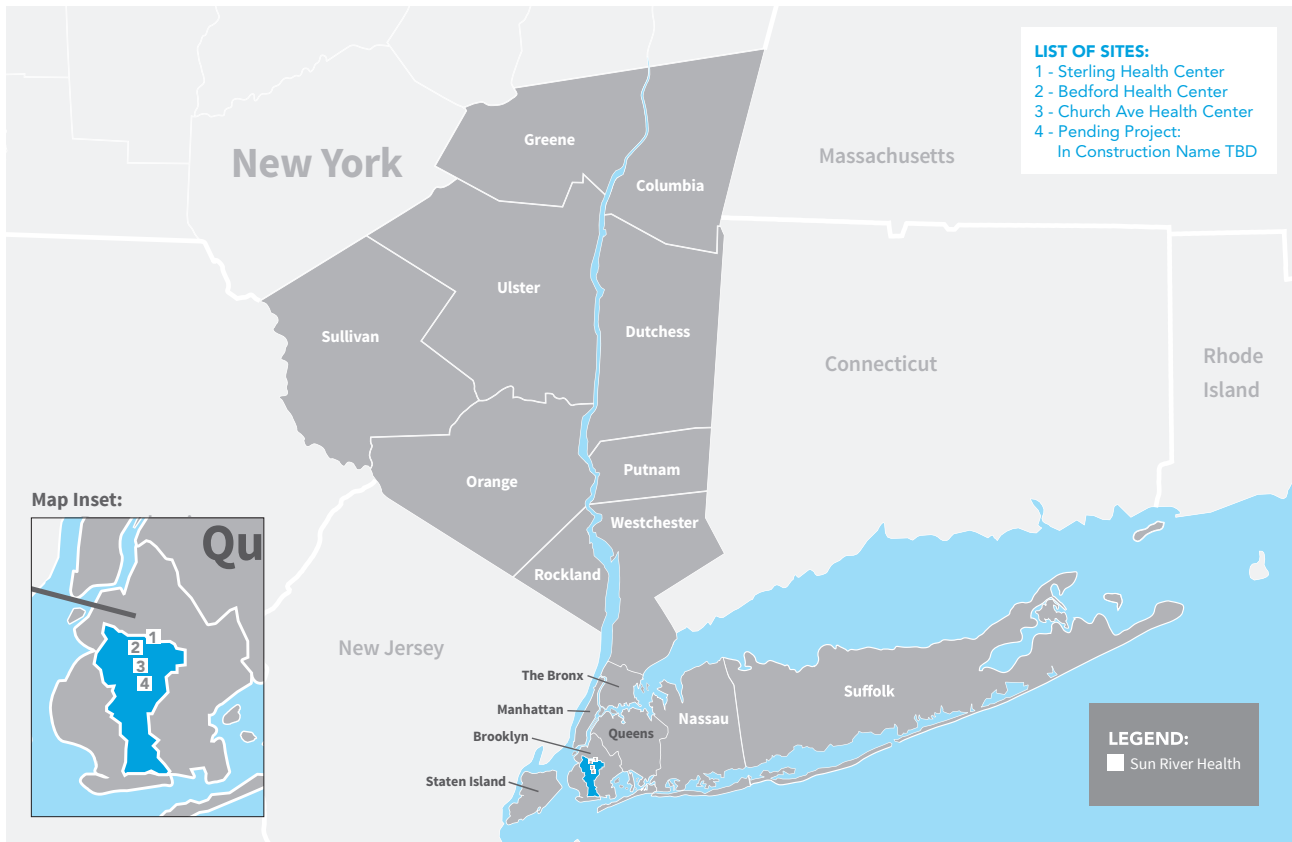 LIST OF SITES:
1 - Sterling Health Center
2 - Bedford Health Center
3 - Church Ave Health Center
4 - Pending Project:
In Construction Name TBD
Greene
New York
Massachusetts
Columbia
Ulster
Sullivan
Dutchess
Connecticut
Rhode
Island
Putnam
Orange
Map Inset:
Westchester
Qu
Rockland
1
2
3
4
New Jersey
The Bronx
Suffolk
Manhattan
Nassau
Queens
Brooklyn
Staten Island
LEGEND:
Sun River Health